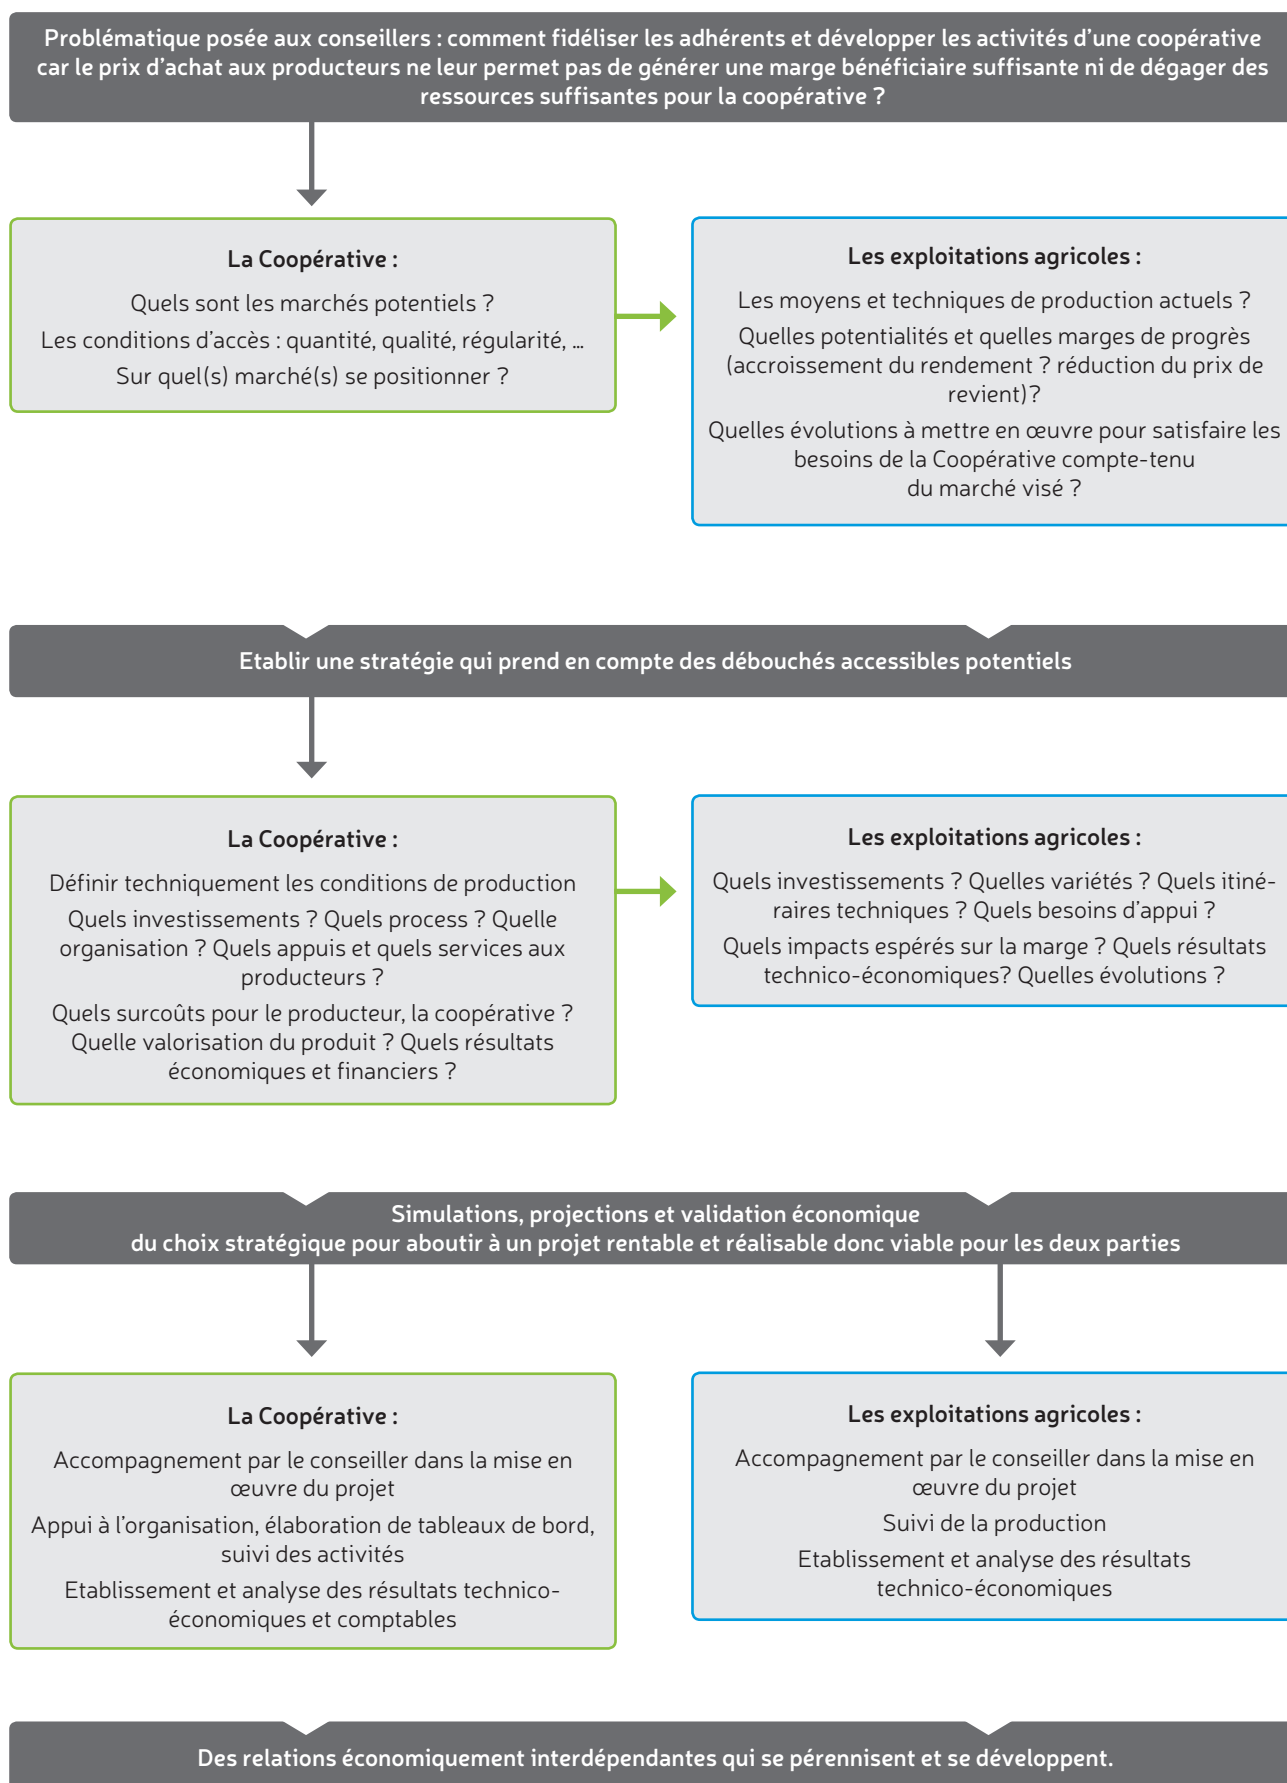 Problématique posée aux conseillers : comment fidéliser les adhérents et développer les activités d’une coopérative
car le prix d’achat aux producteurs ne leur permet pas de générer une marge bénéficiaire suffisante ni de dégager des
ressources suffisantes pour la coopérative ?
La Coopérative :
Quels sont les marchés potentiels ?
Les conditions d’accès : quantité, qualité, régularité, …
Sur quel(s) marché(s) se positionner ?
Les exploitations agricoles :
Les moyens et techniques de production actuels ?
Quelles potentialités et quelles marges de progrès
(accroissement du rendement ? réduction du prix de
revient)?
Quelles évolutions à mettre en œuvre pour satisfaire les
besoins de la Coopérative compte-tenu
du marché visé ?
Etablir une stratégie qui prend en compte des débouchés accessibles potentiels
La Coopérative :
Définir techniquement les conditions de production
Quels investissements ? Quels process ? Quelle
organisation ? Quels appuis et quels services aux
producteurs ?
Quels surcoûts pour le producteur, la coopérative ?
Quelle valorisation du produit ? Quels résultats
économiques et financiers ?
Les exploitations agricoles :
Quels investissements ? Quelles variétés ? Quels itiné-
raires techniques ? Quels besoins d’appui ?
Quels impacts espérés sur la marge ? Quels résultats
technico-économiques? Quelles évolutions ?
Simulations, projections et validation économique
du choix stratégique pour aboutir à un projet rentable et réalisable donc viable pour les deux parties
La Coopérative :
Accompagnement par le conseiller dans la mise en
œuvre du projet
Appui à l’organisation, élaboration de tableaux de bord,
suivi des activités
Etablissement et analyse des résultats technico-
économiques et comptables
Les exploitations agricoles :
Accompagnement par le conseiller dans la mise en
œuvre du projet
Suivi de la production
Etablissement et analyse des résultats
technico-économiques
Des relations économiquement interdépendantes qui se pérennisent et se développent.